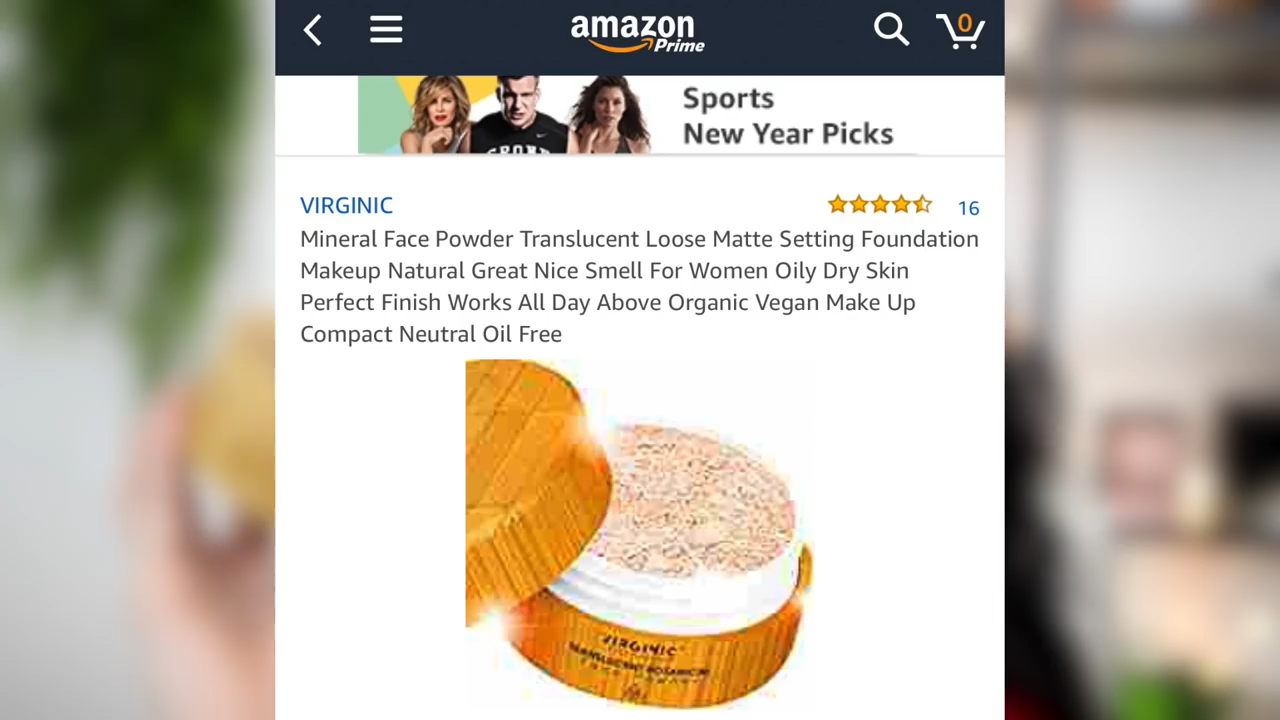 amazon
Prime
0
Sports
New Year Picks
VIRGINIC
16
Mineral Face Powder Translucent Loose Matte Setting Foundation
Makeup Natural Great Nice Smell For Women Oily Dry Skin
Perfect Finish Works All Day Above Organic Vegan Make Up
Compact Neutral Oil Free
VIRGINIC